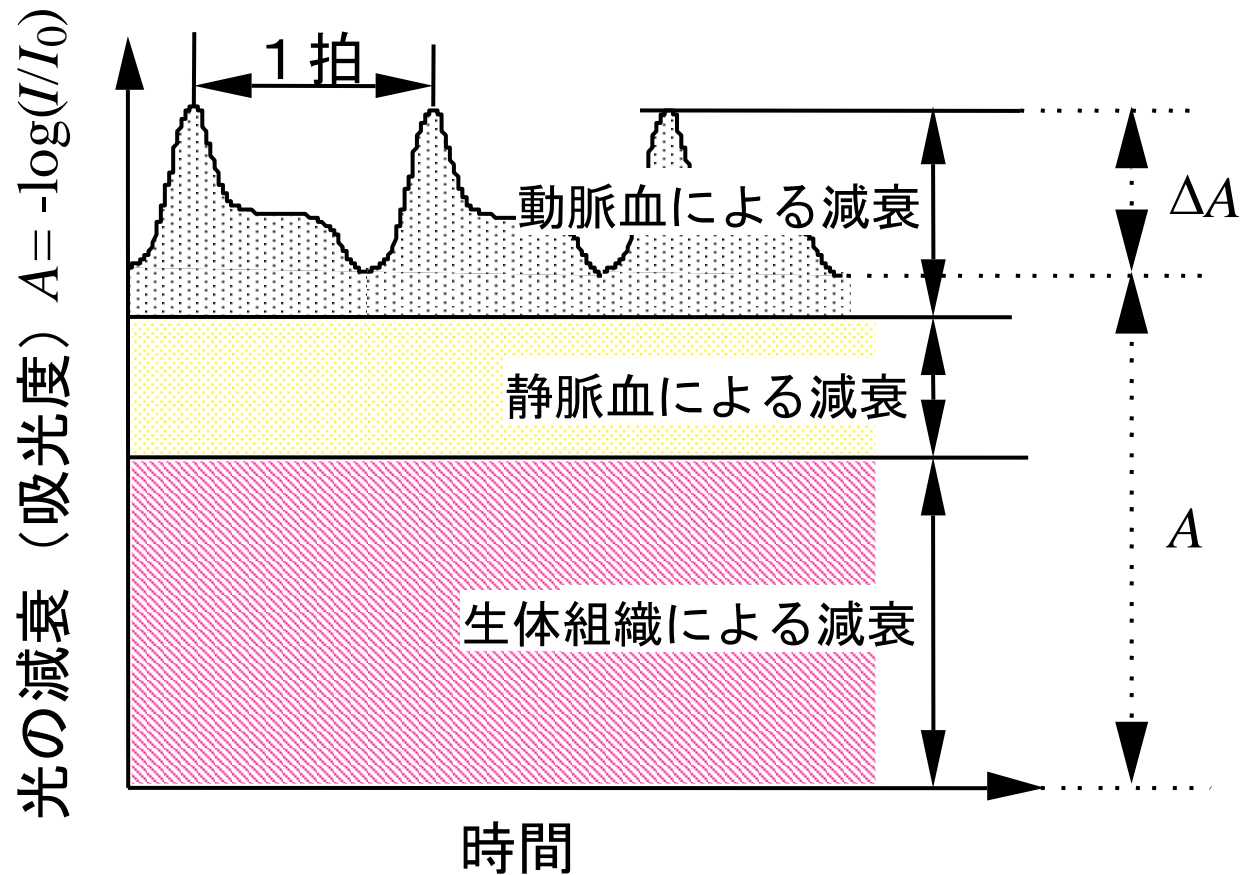 光の減衰（吸光度）A = -log(I/I0)
１拍
動脈血による減衰
ΔA
静脈血による減衰
A
生体組織による減衰
時間